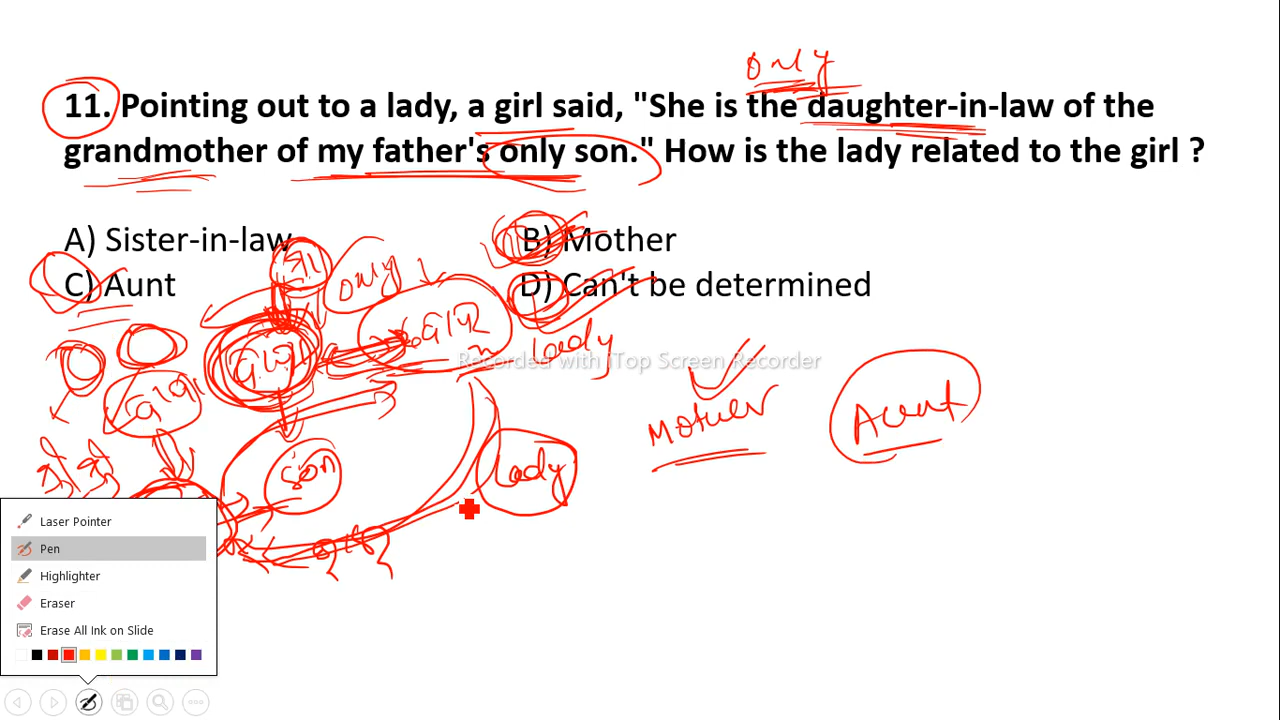 only
11. Pointing out to a lady, a girl said, "She is the daughter-in-law of the
grandmother of my father's only son." How is the lady related to the girl ?
A) Sister-in-law
B) Mother
C) Aunt
D) Can't be determined
only
lady
Recorded with iTop Screen Recorder
Mother
Aunt
son
lady
Laser Pointer
Pen
Highlighter
Eraser
Erase All Ink on Slide